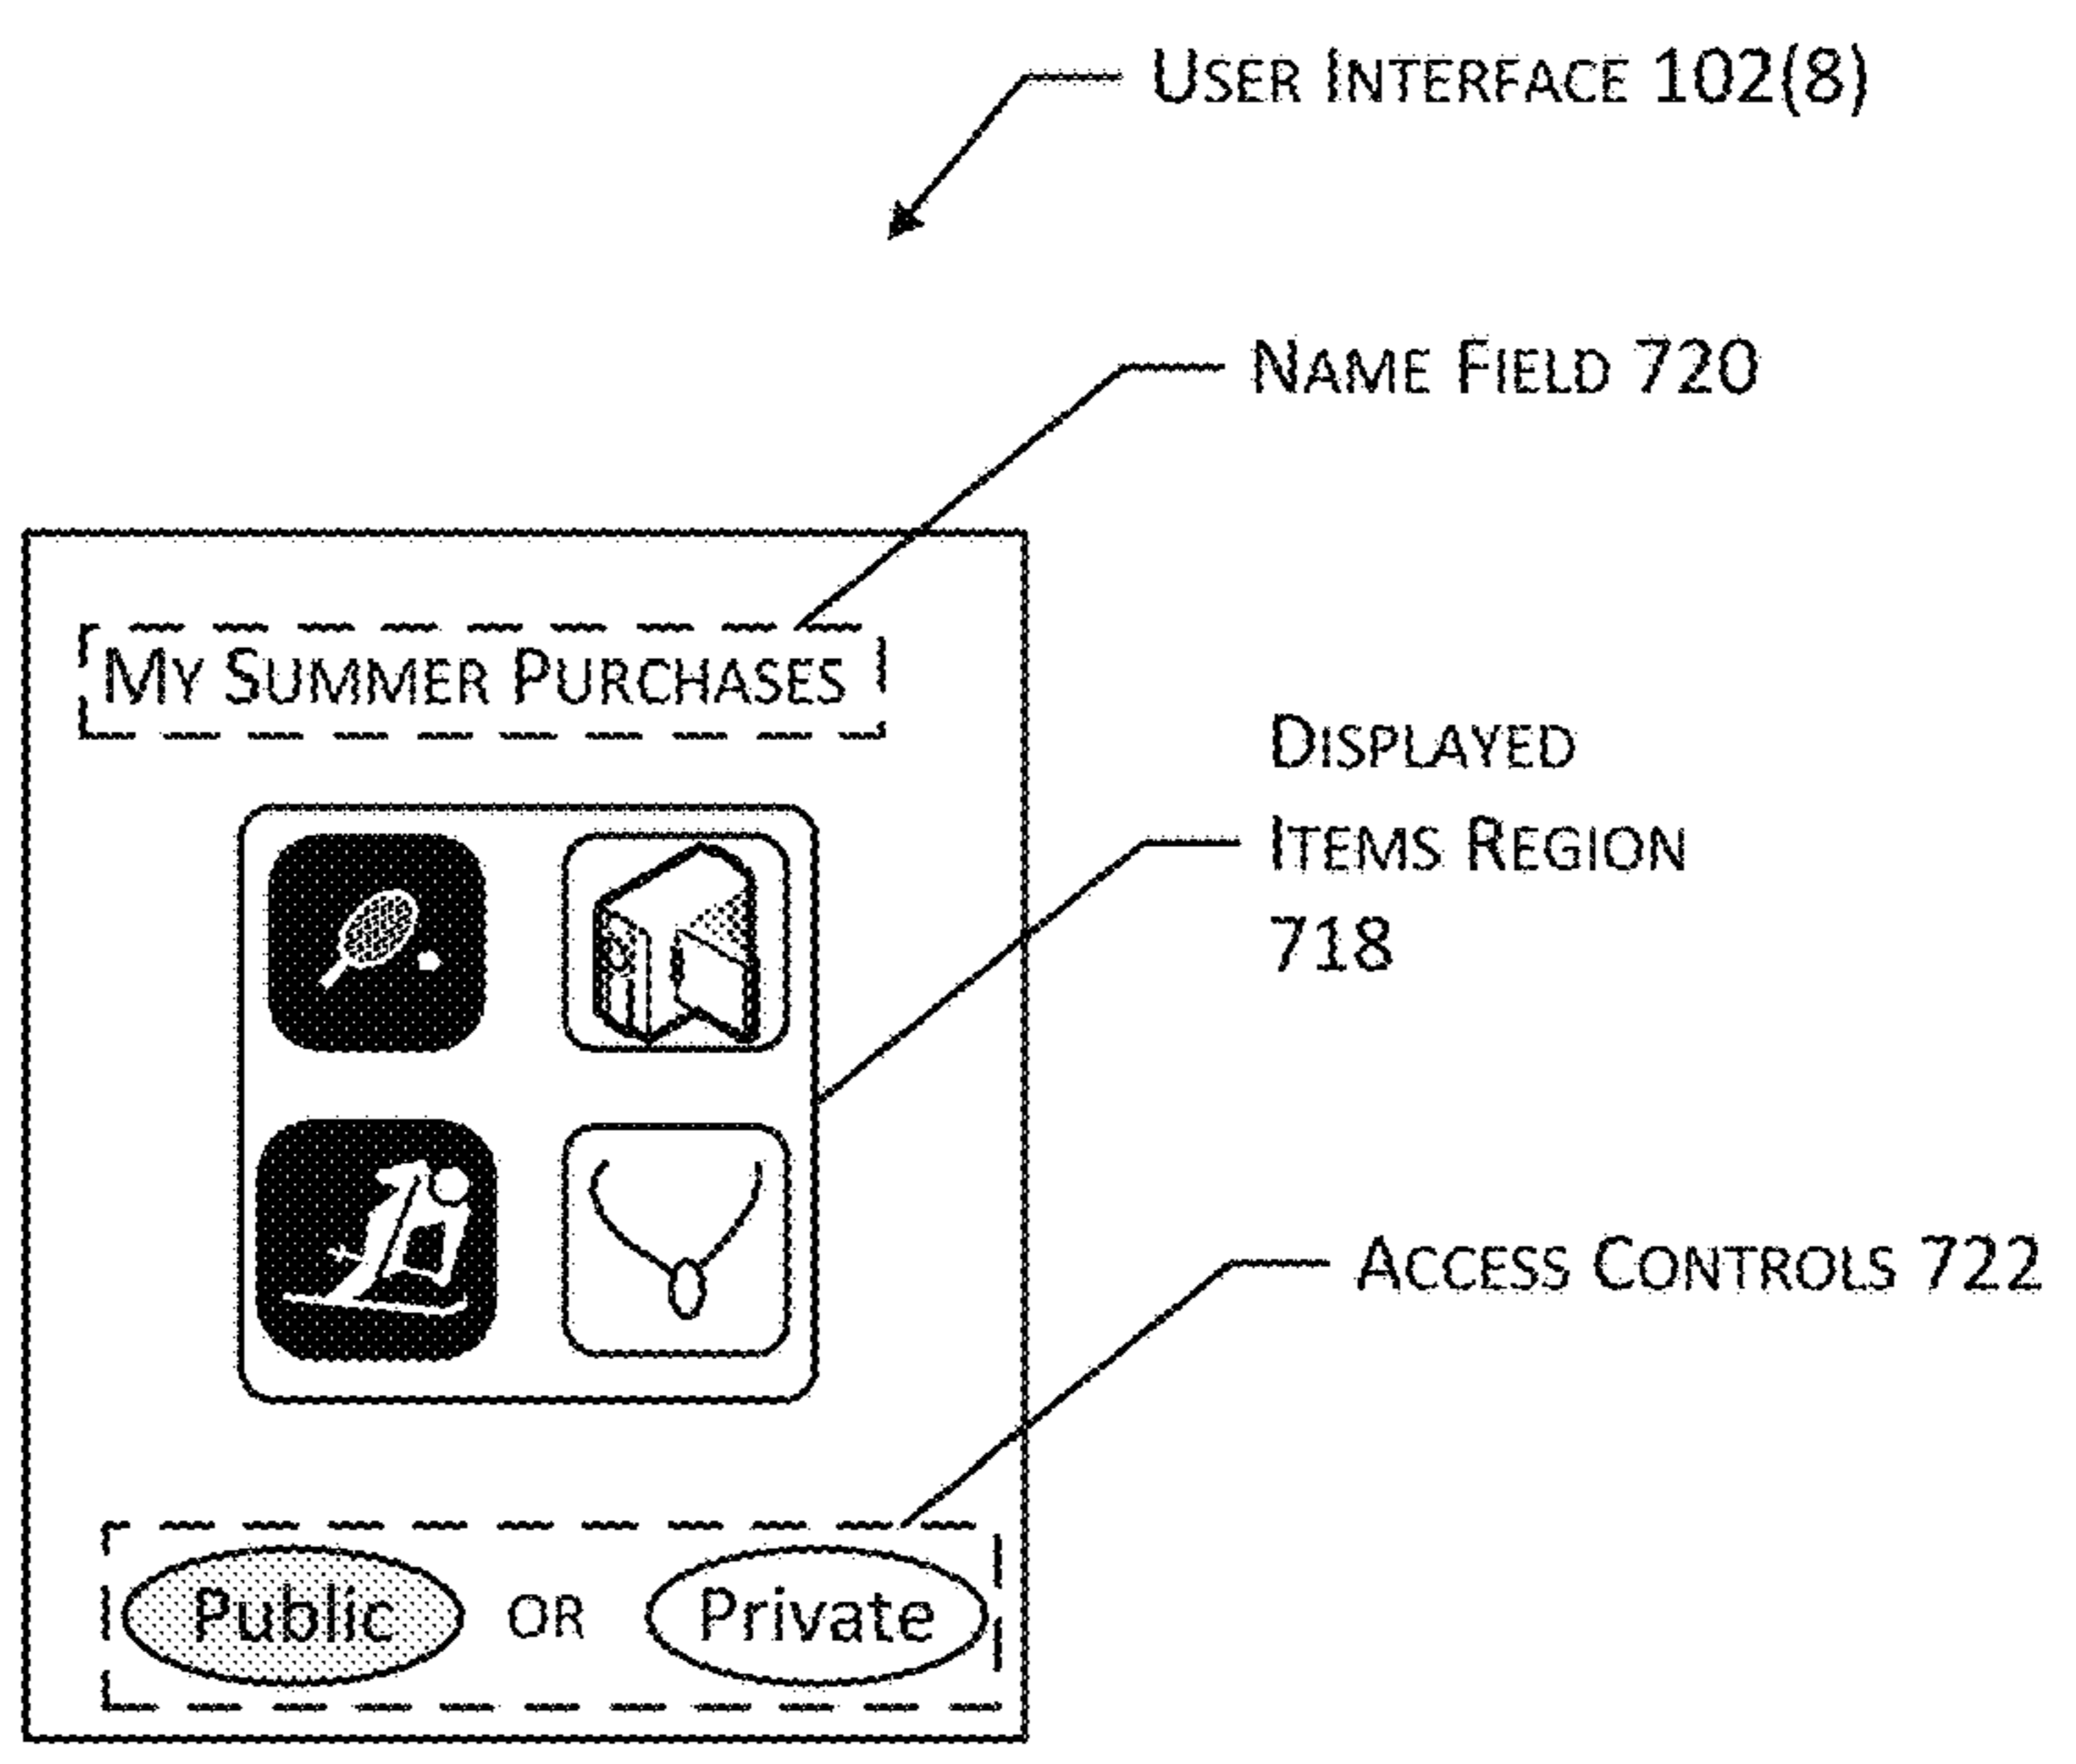 USER INTERFACE 102(8)
NAME FIELD 720
MY SUMMER PURCHASES
DISPLAYED
ITEMS REGION
718
ACCESS CONTROLS 722
Public OR Private